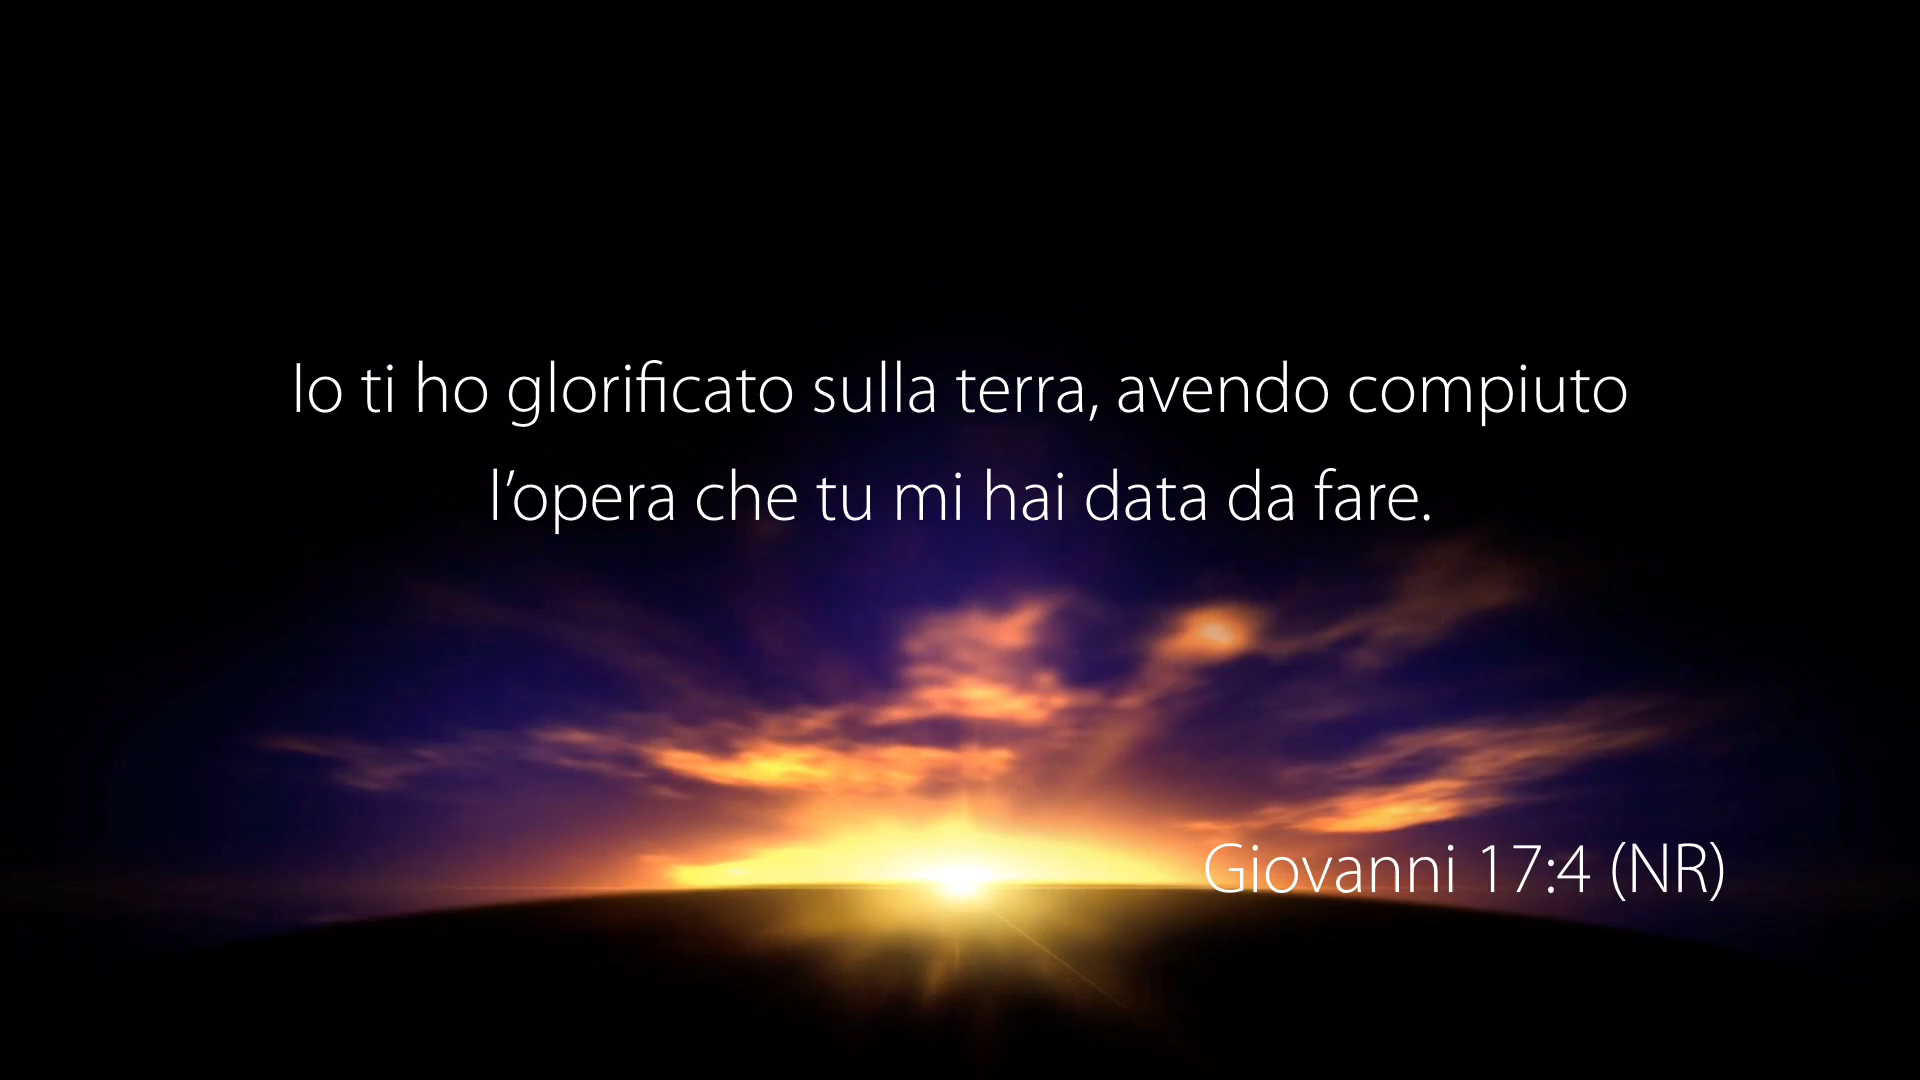 Io ti ho glorificato sulla terra, avendo compiuto
l’opera che tu mi hai data da fare.
Giovanni 17:4 (NR)